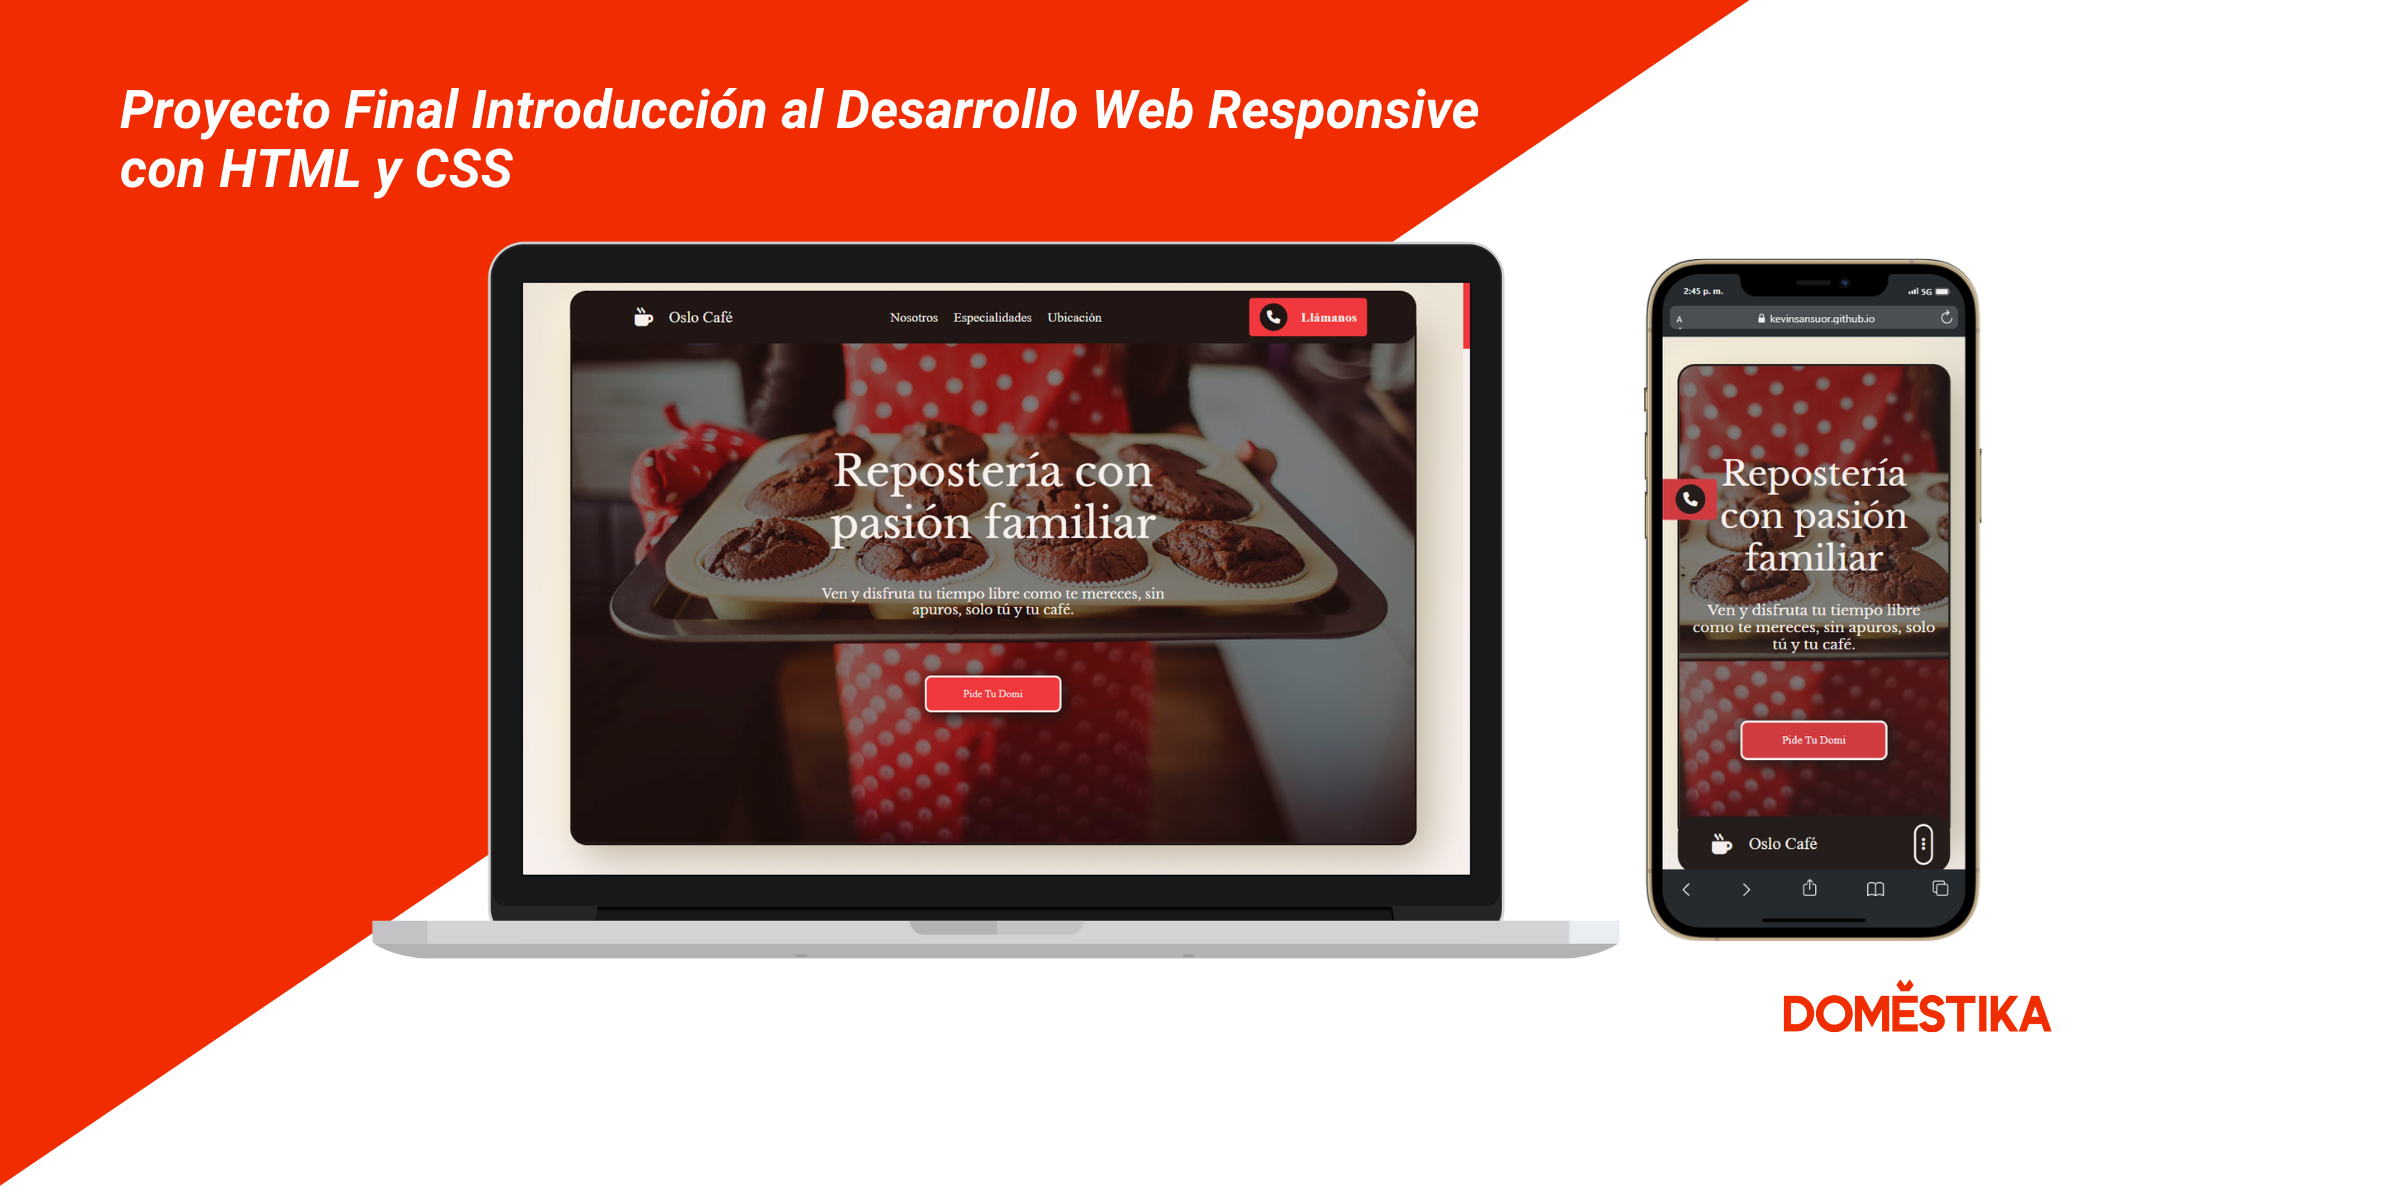 Proyecto Final Introducción al Desarrollo Web Responsive
con HTML y CSS
Oslo Café
Nosotros Especialidades Ubicación
Llámanos
Repostería con
pasión familiar
Ven y disfruta tu tiempo libre como te mereces, sin
apuros, solo tú y tu café.
Pide Tu Domi
2:45 p. m.
5G
A
kevinsansuor.github.io
Repostería
con pasión
familiar
Ven y disfruta tu tiempo libre
como te mereces, sin apuros, solo
tú y tu café.
Pide Tu Domi
Oslo Café
DOMĚSTIKA